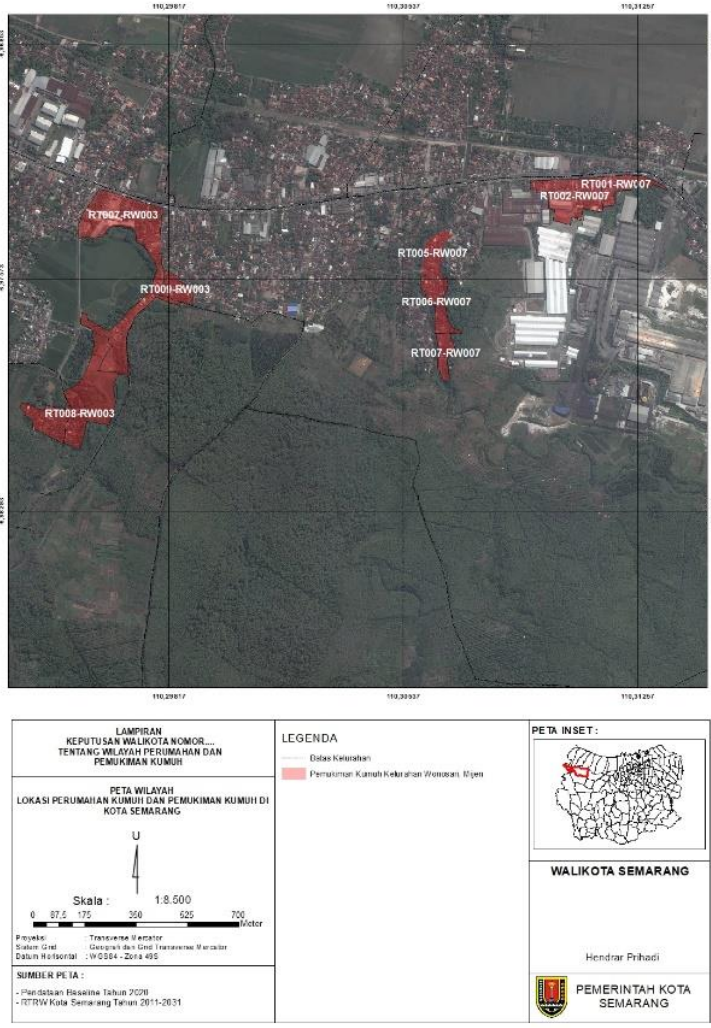 110,29817 110,30537 110,31257
RT001-RW007
RT002-RW007
RT007-RW003
RT005-RW007
RT009-RW003
RT006-RW007
RT007-RW007
RT008-RW003
110,29817 110,30537 110,31257
LAMPIRAN
KEPUTUSAN WALIKOTA NOMOR....
TENTANG WILAYAH PERUMAHAN DAN
PEMUKIMAN KUMUH
PETA WILAYAH
LOKASI PERUMAHAN KUMUH DAN PEMUKIMAN KUMUH DI
KOTA SEMARANG
U
Skala : 1:8.500
0 87,5 175 350 525 700
Meter
Proyeksi : Transverse Mercator
Sistem Grid : Geografi dan Grid Transverse Mercator
Datum Horisontal : WGS84 - Zona 49S
SUMBER PETA :
- Pendataan Baseline Tahun 2020
- RTRW Kota Semarang Tahun 2011-2031
LEGENDA
Batas Kelurahan
Pemukiman Kumuh Kelurahan Wonosari, Mijen
PETA INSET :
WALIKOTA SEMARANG
Hendrar Prihadi
PEMERINTAH KOTA
SEMARANG